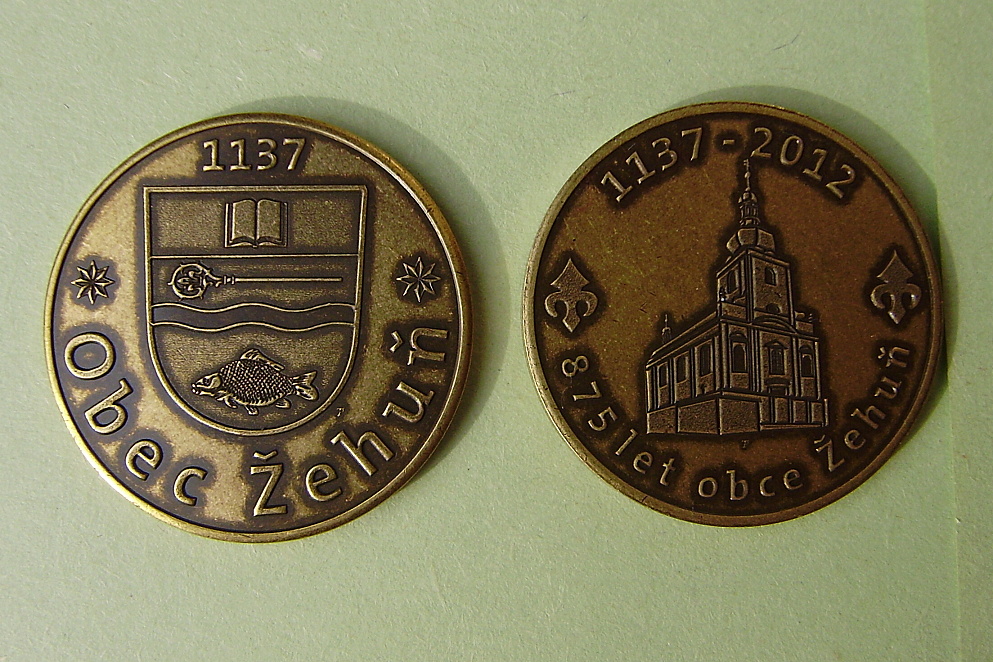 1137
Obec Žehuň
1137 - 2012
875 let obce Žehuň